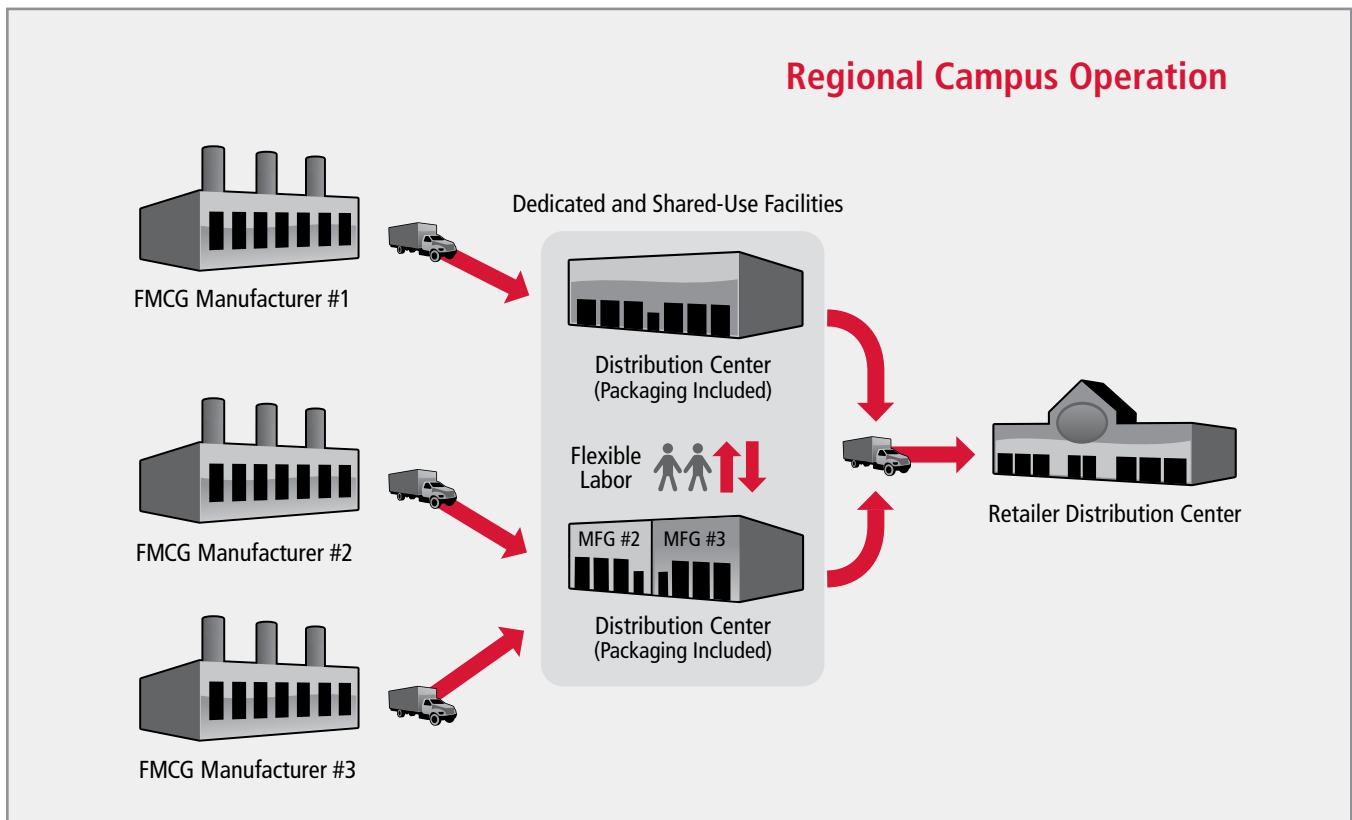 Regional Campus Operation
Dedicated and Shared-Use Facilities
FMCG Manufacturer #1
Distribution Center
(Packaging Included)
Flexible
Labor
Retailer Distribution Center
FMCG Manufacturer #2
MFG #2
MFG #3
Distribution Center
(Packaging Included)
FMCG Manufacturer #3